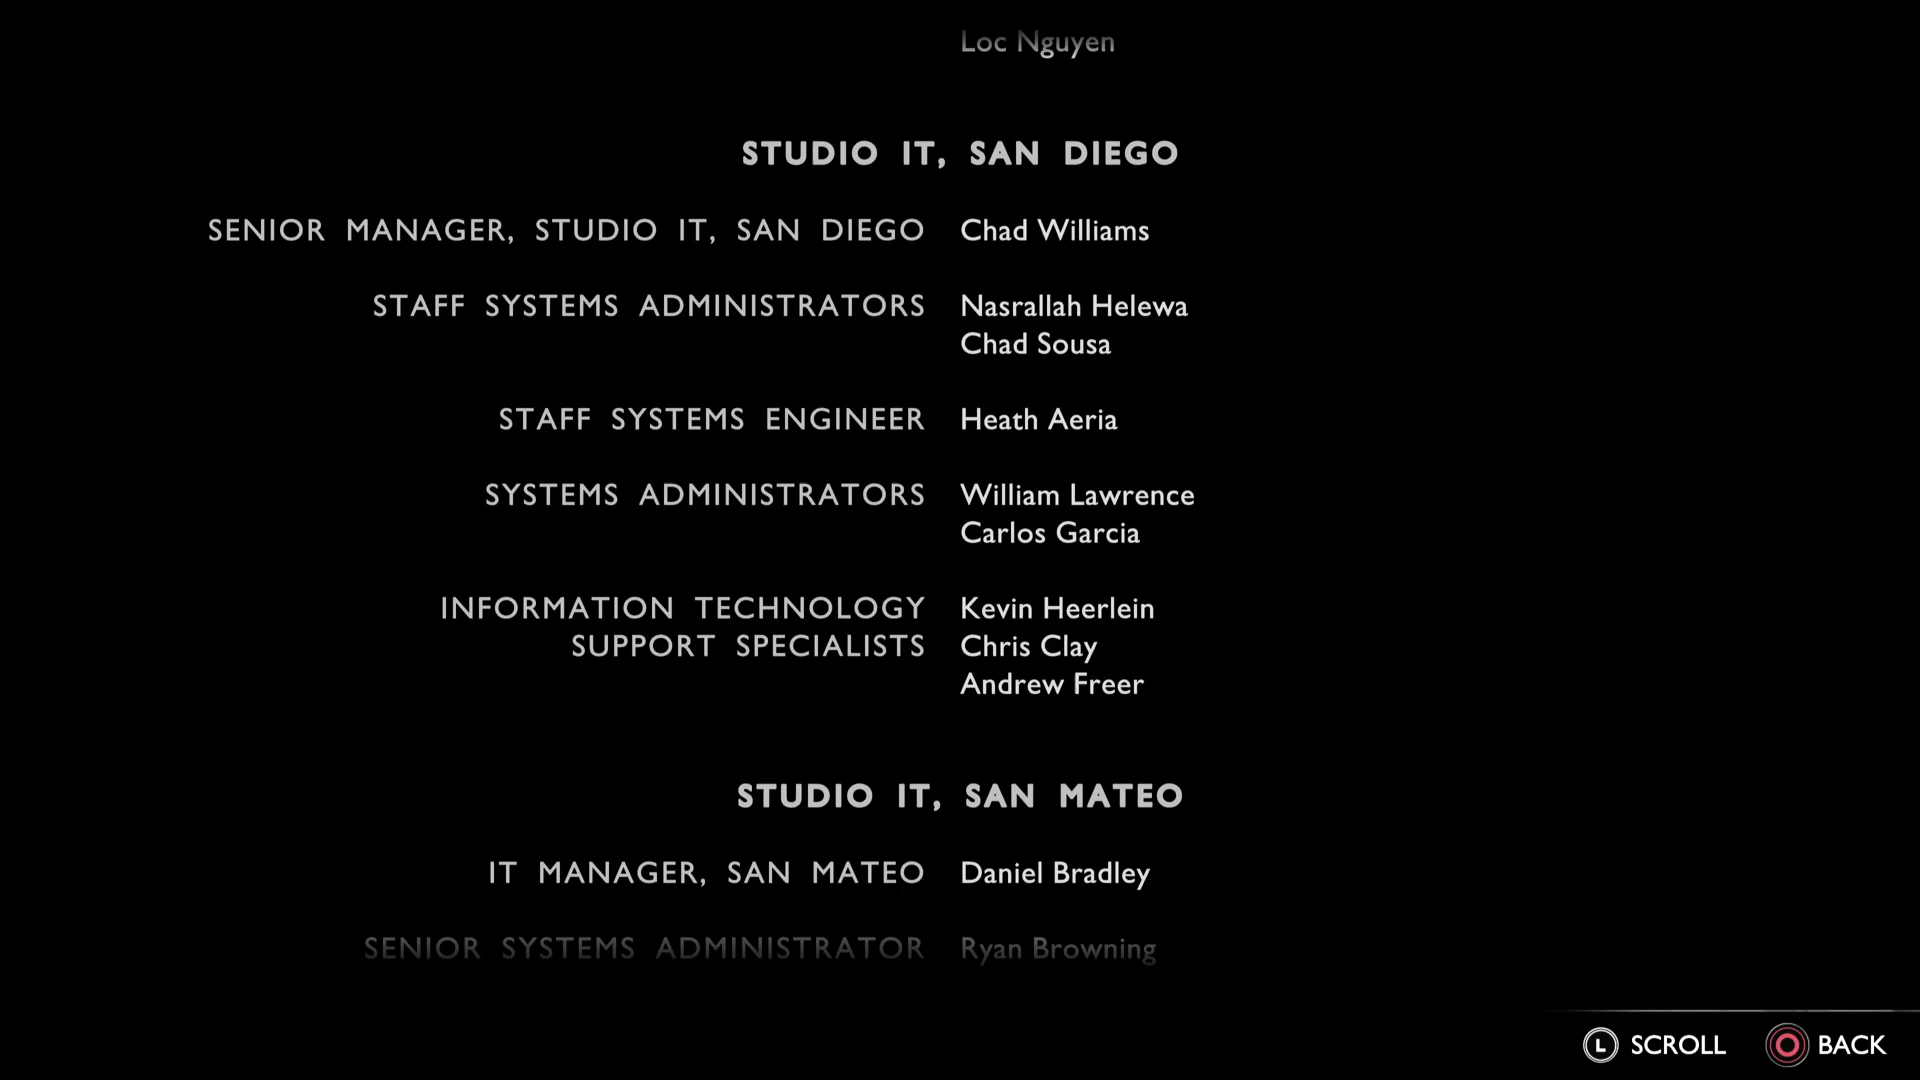 Loc Nguyen
STUDIO IT, SAN DIEGO
SENIOR MANAGER, STUDIO IT, SAN DIEGO Chad Williams
STAFF SYSTEMS ADMINISTRATORS Nasrallah Helewa
Chad Sousa
STAFF SYSTEMS ENGINEER Heath Aeria
SYSTEMS ADMINISTRATORS William Lawrence
Carlos Garcia
INFORMATION TECHNOLOGY Kevin Heerlein
SUPPORT SPECIALISTS Chris Clay
Andrew Freer
STUDIO IT, SAN MATEO
IT MANAGER, SAN MATEO Daniel Bradley
SENIOR SYSTEMS ADMINISTRATOR Ryan Browning
L SCROLL BACK